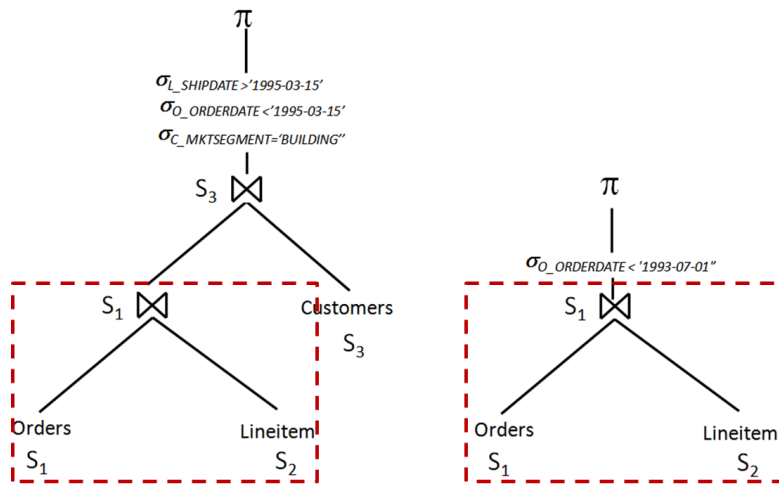 π
σL_SHIPDATE >'1995-03-15'
σO_ORDERDATE <'1995-03-15'
σC_MKTSEGMENT='BUILDING''
S3
S1
Customers
S3
Orders
S1
Lineitem
S2
π
σO_ORDERDATE < '1993-07-01''
S1
Orders
S1
Lineitem
S2